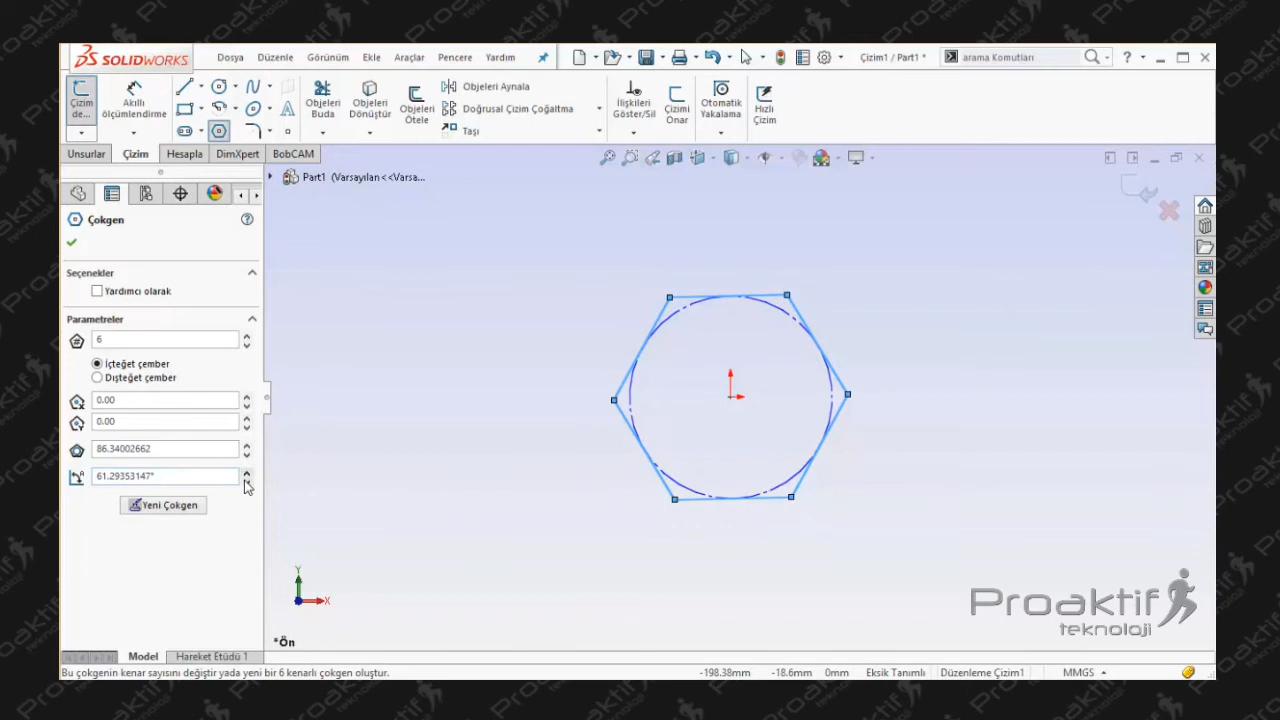 Proaktif teknoloji
SOLIDWORKS
Dosya Düzenle Görünüm Ekle Araçlar Pencere Yardım
Çizim1 / Part1 *
arama Komutları
Çizim de...
Akıllı ölçümlendirme
Objeleri Buda
Objeleri Dönüştür
Objeleri Ötele
Objeleri Aynala
Doğrusal Çizim Çoğaltma
Taşı
İlişkileri Göster/Sil
Çizimi Onar
Otomatik Yakalama
Hızlı Çizim
Unsurlar Çizim Hesapla DimXpert BobCAM
Part1 (Varsayılan<<Varsa...
Çokgen
Seçenekler
Yardımcı olarak
Parametreler
6
İçteğet çember
Dışteğet çember
0.00
0.00
86.34002662
61.29353147°
Yeni Çokgen
Y
X
*Ön
Proaktif
teknoloji
Model Hareket Etüdü 1
Bu çokgenin kenar sayısını değiştir yada yeni bir 6 kenarlı çokgen oluştur.
-198.38mm -18.6mm 0mm Eksik Tanımlı Düzenleme Çizim1 MMGS